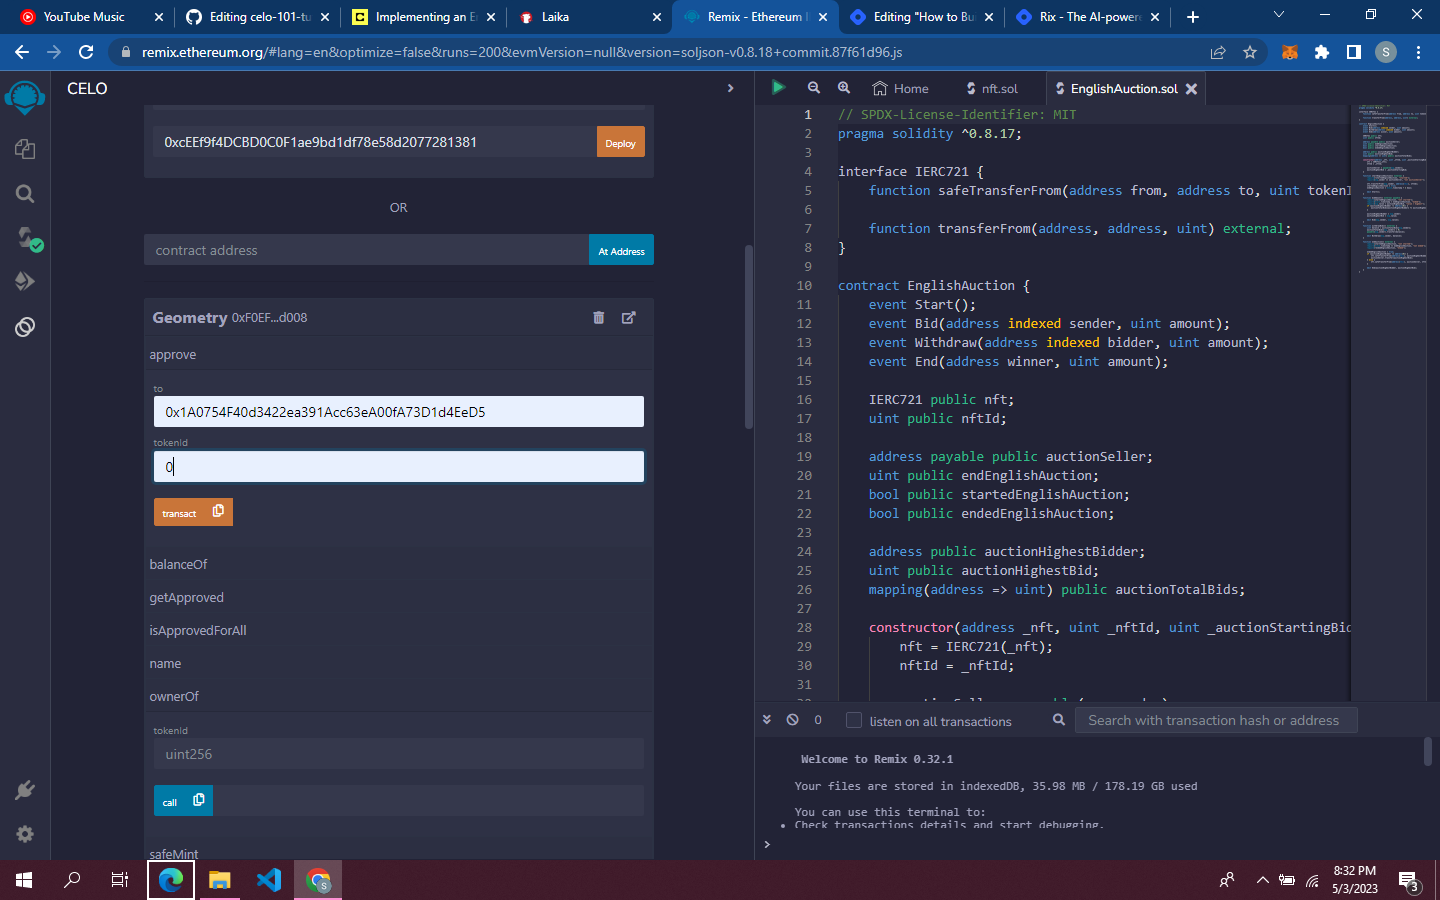 YouTube Music
Editing celo-101-tu
Implementing an E
Laika
Remix - Ethereum I
Editing "How to Bu
Rix - The AI-powere
remix.ethereum.org/#lang=en&optimize=false&runs=200&evmVersion=null&version=soljson-v0.8.18+commit.87f61d96.js
S
CELO
0xcEEf9f4DCBD0C0F1ae9bd1df78e58d2077281381
Deploy
OR
contract address
At Address
Geometry 0xF0EF...d008
approve
to
0x1A0754F40d3422ea391Acc63eA00fA73D1d4EeD5
tokenId
0
transact
balanceOf
getApproved
isApprovedForAll
name
ownerOf
tokenId
uint256
call
safeMint
Home
nft.sol
EnglishAuction.sol
1 // SPDX-License-Identifier: MIT
2 pragma solidity ^0.8.17;
3
4 interface IERC721 {
5 function safeTransferFrom(address from, address to, uint tokenI
6
7 function transferFrom(address, address, uint) external;
8 }
9
10 contract EnglishAuction {
11 event Start();
12 event Bid(address indexed sender, uint amount);
13 event Withdraw(address indexed bidder, uint amount);
14 event End(address winner, uint amount);
15
16 IERC721 public nft;
17 uint public nftId;
18
19 address payable public auctionSeller;
20 uint public endEnglishAuction;
21 bool public startedEnglishAuction;
22 bool public endedEnglishAuction;
23
24 address public auctionHighestBidder;
25 uint public auctionHighestBid;
26 mapping(address => uint) public auctionTotalBids;
27
28 constructor(address _nft, uint _nftId, uint _auctionStartingBid
29 nft = IERC721(_nft);
30 nftId = _nftId;
31
0
listen on all transactions
Search with transaction hash or address
Welcome to Remix 0.32.1
Your files are stored in indexedDB, 35.98 MB / 178.19 GB used
You can use this terminal to:
• Check transactions details and start debugging.
>
8:32 PM
5/3/2023
3